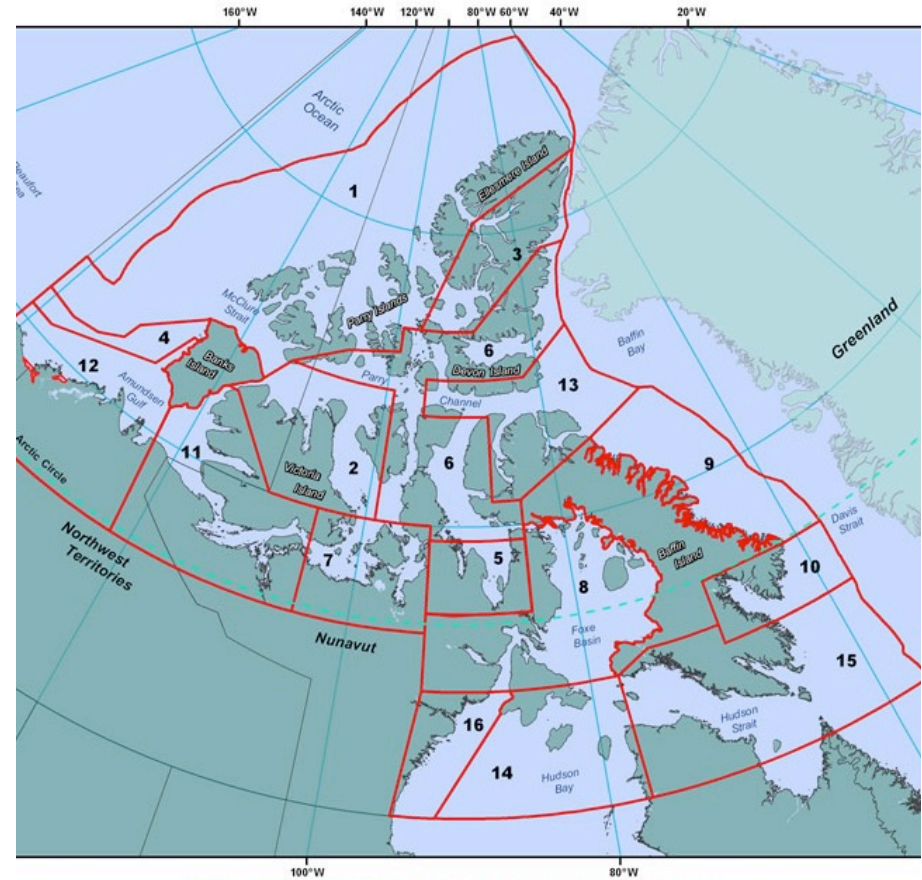 160°W
140°W
120°W
80°W
60°W
40°W
20°W
Arctic
Ocean
Ellesmere Island
1
3
McClure
Strait
Parry Islands
Baffin
Bay
Greenland
4
Banks
Island
6
Devon Island
12
Amundsen
Gulf
Parry
Channel
13
11
Victoria
Island
2
6
9
Arctic Circle
Davis
Strait
Northwest
Territories
7
5
8
Baffin
Island
10
Nunavut
Foxe
Basin
15
16
14
Hudson
Bay
Hudson
Strait
100°W
80°W